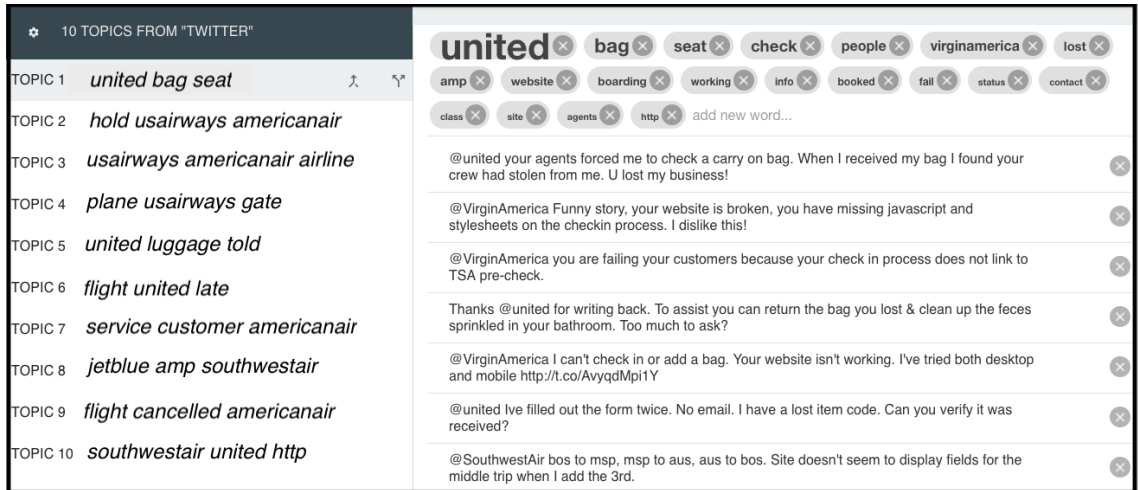 10 TOPICS FROM "TWITTER"
TOPIC 1 united bag seat
TOPIC 2 hold usairways americanair
TOPIC 3 usairways americanair airline
TOPIC 4 plane usairways gate
TOPIC 5 united luggage told
TOPIC 6 flight united late
TOPIC 7 service customer americanair
TOPIC 8 jetblue amp southwestair
TOPIC 9 flight cancelled americanair
TOPIC 10 southwestair united http
united bag seat check people virginamerica lost
amp website boarding working info booked fail status contact
class site agents http add new word...
@united your agents forced me to check a carry on bag. When I received my bag I found your
crew had stolen from me. U lost my business!
@VirginAmerica Funny story, your website is broken, you have missing javascript and
stylesheets on the checkin process. I dislike this!
@VirginAmerica you are failing your customers because your check in process does not link to
TSA pre-check.
Thanks @united for writing back. To assist you can return the bag you lost & clean up the feces
sprinkled in your bathroom. Too much to ask?
@VirginAmerica I can't check in or add a bag. Your website isn't working. I've tried both desktop
and mobile http://t.co/AvyqdMpi1Y
@united Ive filled out the form twice. No email. I have a lost item code. Can you verify it was
received?
@SouthwestAir bos to msp, msp to aus, aus to bos. Site doesn't seem to display fields for the
middle trip when I add the 3rd.